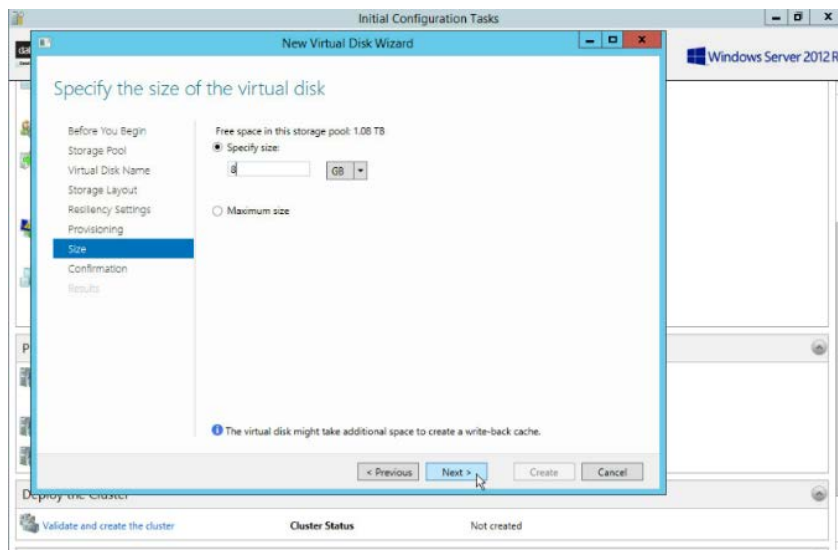 Initial Configuration Tasks
New Virtual Disk Wizard
Windows Server 2012 R
Specify the size of the virtual disk
Before You Begin
Storage Pool
Virtual Disk Name
Storage Layout
Resiliency Settings
Provisioning
Size
Confirmation
Results
Free space in this storage pool: 1.08 TB
Specify size:
8
GB
Maximum size
The virtual disk might take additional space to create a write-back cache.
< Previous
Next >
Create
Cancel
P
Deploy the Cluster
Validate and create the cluster
Cluster Status
Not created